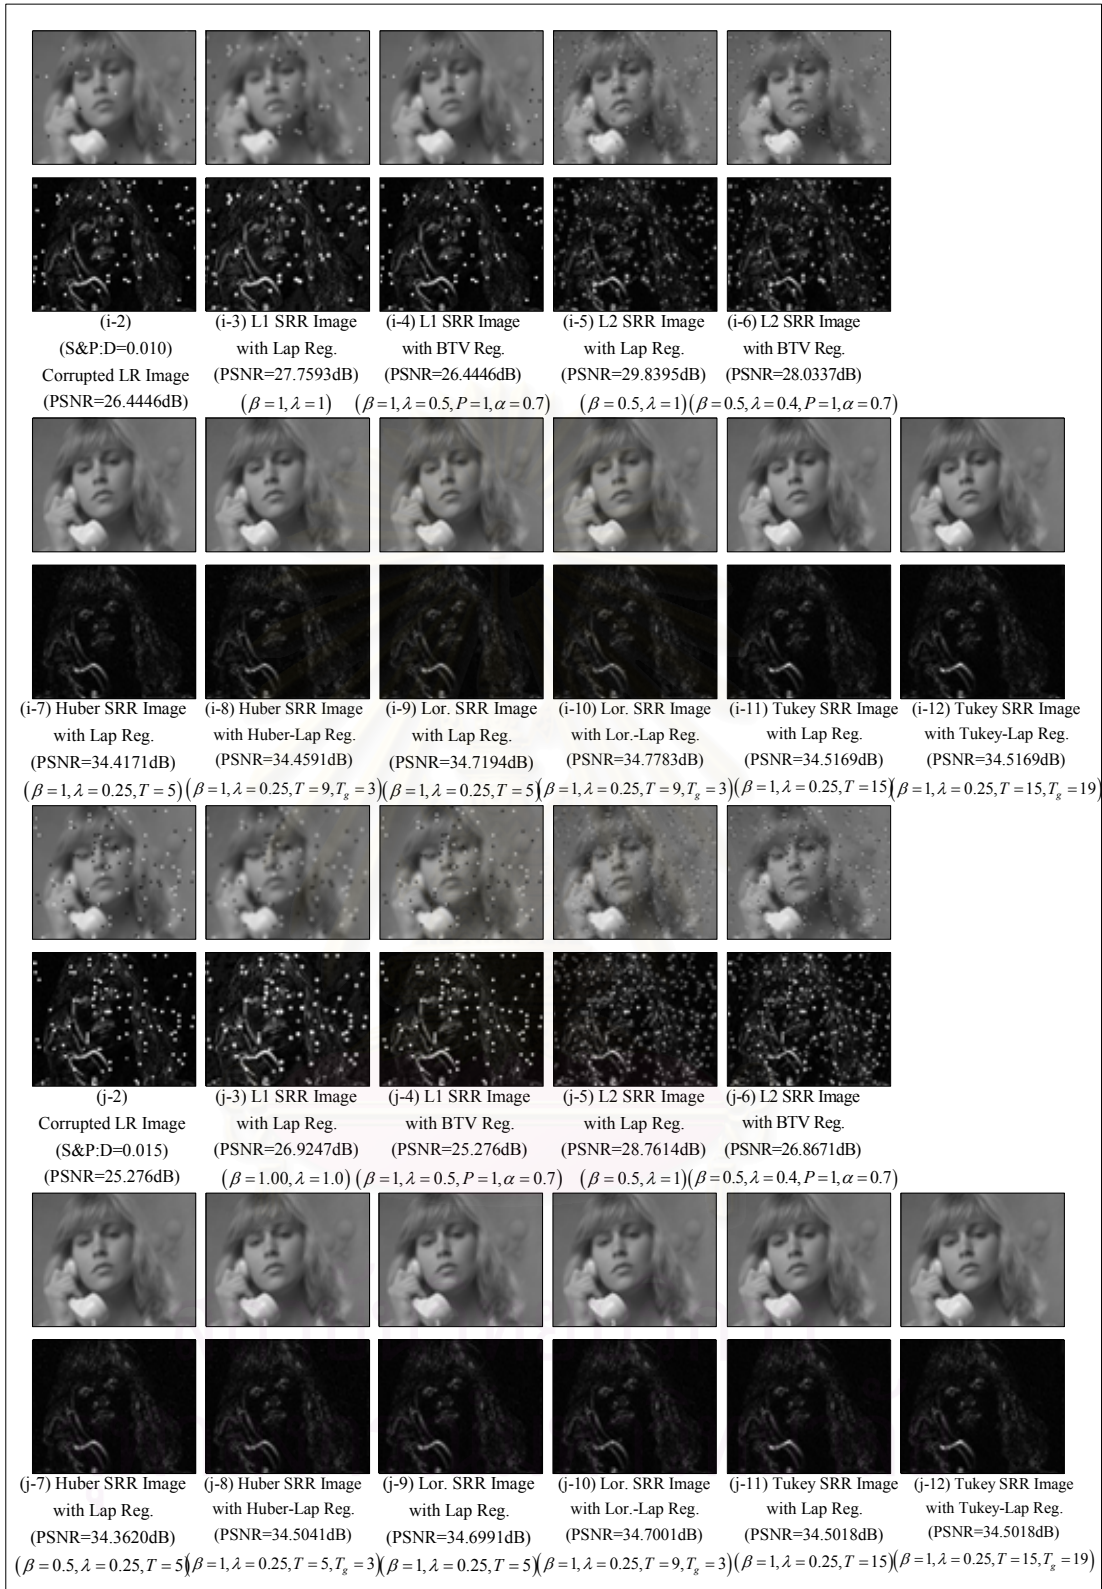 (i-2)
(S&P:D=0.010)
Corrupted LR Image
(PSNR=26.4446dB)
(i-3) L1 SRR Image
with Lap Reg.
(PSNR=27.7593dB)
(β = 1, λ = 1)
(i-4) L1 SRR Image
with BTV Reg.
(PSNR=26.4446dB)
(β = 1, λ = 0.5, P = 1, α = 0.7)
(i-5) L2 SRR Image
with Lap Reg.
(PSNR=29.8395dB)
(β = 0.5, λ = 1)
(i-6) L2 SRR Image
with BTV Reg.
(PSNR=28.0337dB)
(β = 0.5, λ = 0.4, P = 1, α = 0.7)
(i-7) Huber SRR Image
with Lap Reg.
(PSNR=34.4171dB)
(β = 1, λ = 0.25, T = 5)
(i-8) Huber SRR Image
with Huber-Lap Reg.
(PSNR=34.4591dB)
(β = 1, λ = 0.25, T = 9, T_g = 3)
(i-9) Lor. SRR Image
with Lap Reg.
(PSNR=34.7194dB)
(β = 1, λ = 0.25, T = 5)
(i-10) Lor. SRR Image
with Lor.-Lap Reg.
(PSNR=34.7783dB)
(β = 1, λ = 0.25, T = 9, T_g = 3)
(i-11) Tukey SRR Image
with Lap Reg.
(PSNR=34.5169dB)
(β = 1, λ = 0.25, T = 15)
(i-12) Tukey SRR Image
with Tukey-Lap Reg.
(PSNR=34.5169dB)
(β = 1, λ = 0.25, T = 15, T_g = 19)
(j-2)
Corrupted LR Image
(S&P:D=0.015)
(PSNR=25.276dB)
(j-3) L1 SRR Image
with Lap Reg.
(PSNR=26.9247dB)
(β = 1.00, λ = 1.0)
(j-4) L1 SRR Image
with BTV Reg.
(PSNR=25.276dB)
(β = 1, λ = 0.5, P = 1, α = 0.7)
(j-5) L2 SRR Image
with Lap Reg.
(PSNR=28.7614dB)
(β = 0.5, λ = 1)
(j-6) L2 SRR Image
with BTV Reg.
(PSNR=26.8671dB)
(β = 0.5, λ = 0.4, P = 1, α = 0.7)
(j-7) Huber SRR Image
with Lap Reg.
(PSNR=34.3620dB)
(β = 0.5, λ = 0.25, T = 5)
(j-8) Huber SRR Image
with Huber-Lap Reg.
(PSNR=34.5041dB)
(β = 1, λ = 0.25, T = 5, T_g = 3)
(j-9) Lor. SRR Image
with Lap Reg.
(PSNR=34.6991dB)
(β = 1, λ = 0.25, T = 5)
(j-10) Lor. SRR Image
with Lor.-Lap Reg.
(PSNR=34.7001dB)
(β = 1, λ = 0.25, T = 9, T_g = 3)
(j-11) Tukey SRR Image
with Lap Reg.
(PSNR=34.5018dB)
(β = 1, λ = 0.25, T = 15)
(j-12) Tukey SRR Image
with Tukey-Lap Reg.
(PSNR=34.5018dB)
(β = 1, λ = 0.25, T = 15, T_g = 19)